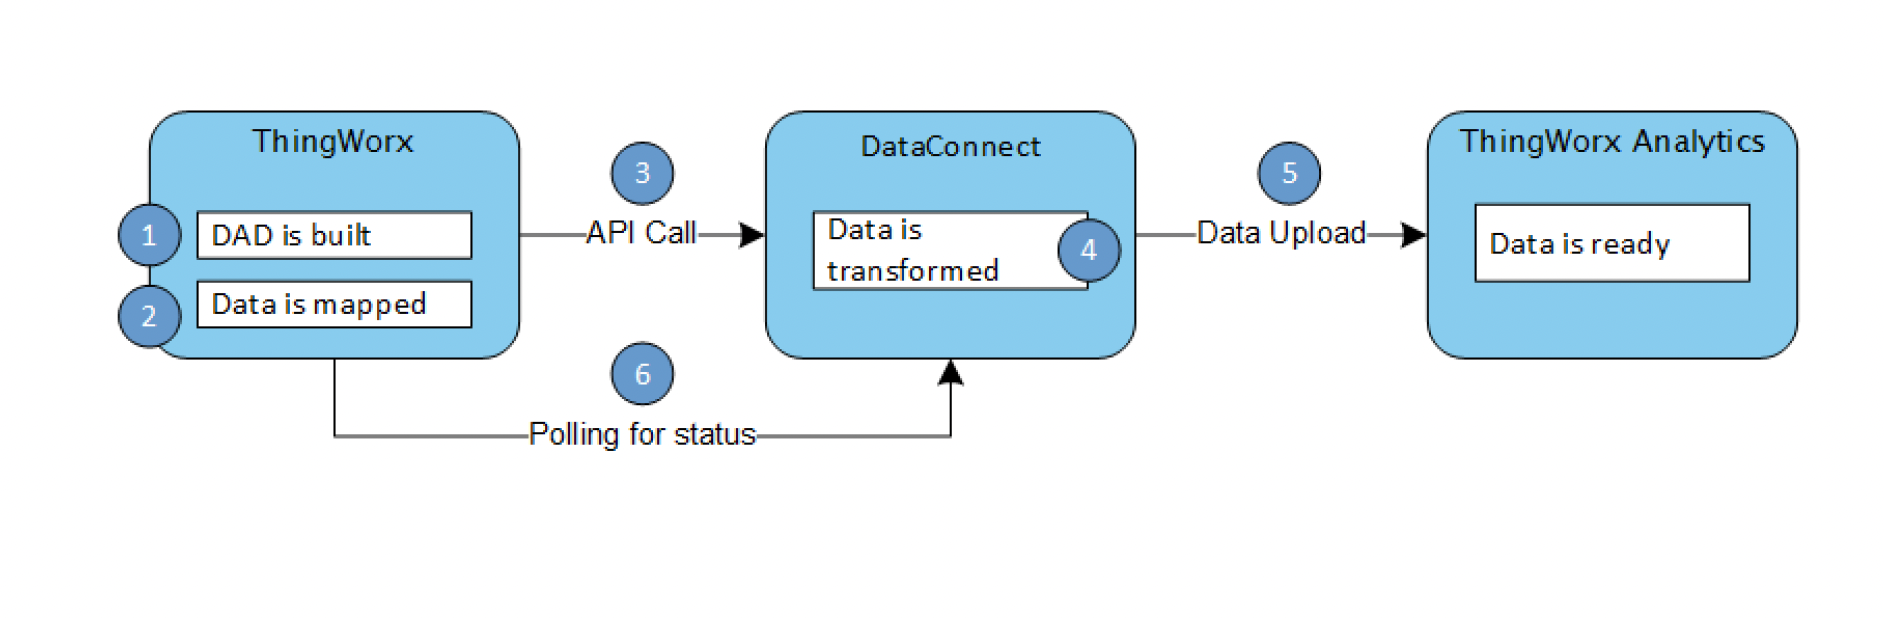 ThingWorx
1
DAD is built
2
Data is mapped
3
API Call
DataConnect
Data is
transformed
4
5
Data Upload
ThingWorx Analytics
Data is ready
6
Polling for status